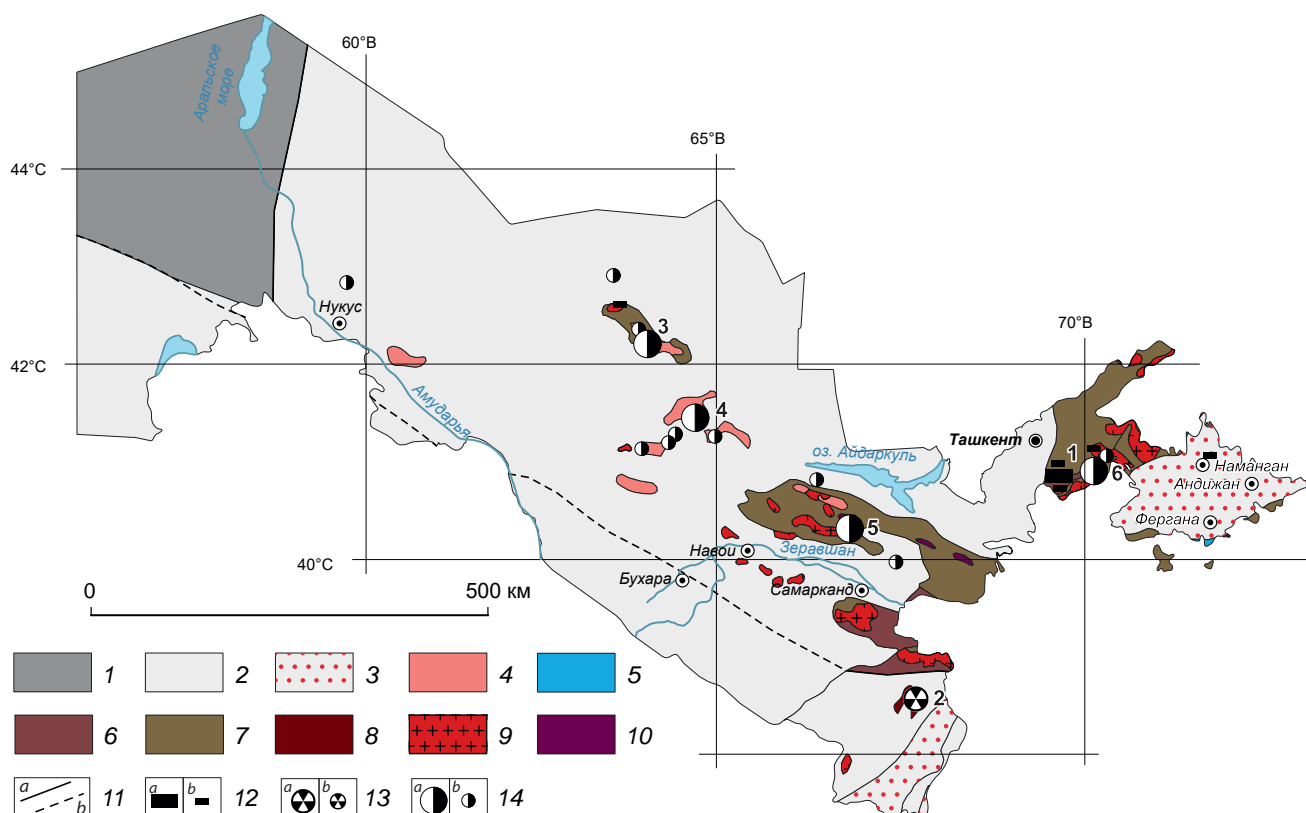 60°В
Аральское
море
65°В
44°С
Нукус
3
70°В
42°С
4
Амударья
Ташкент
оз. Айдаркуль
1
6
Наманган
Андижан
5
Фергана
Навои
Зеравшан
40°С
Бухара
Самарканд
0
500 км
2
1
2
3
4
5
6
7
8
9
10
a
b
11
a
b
12
a
b
13
a
b
14